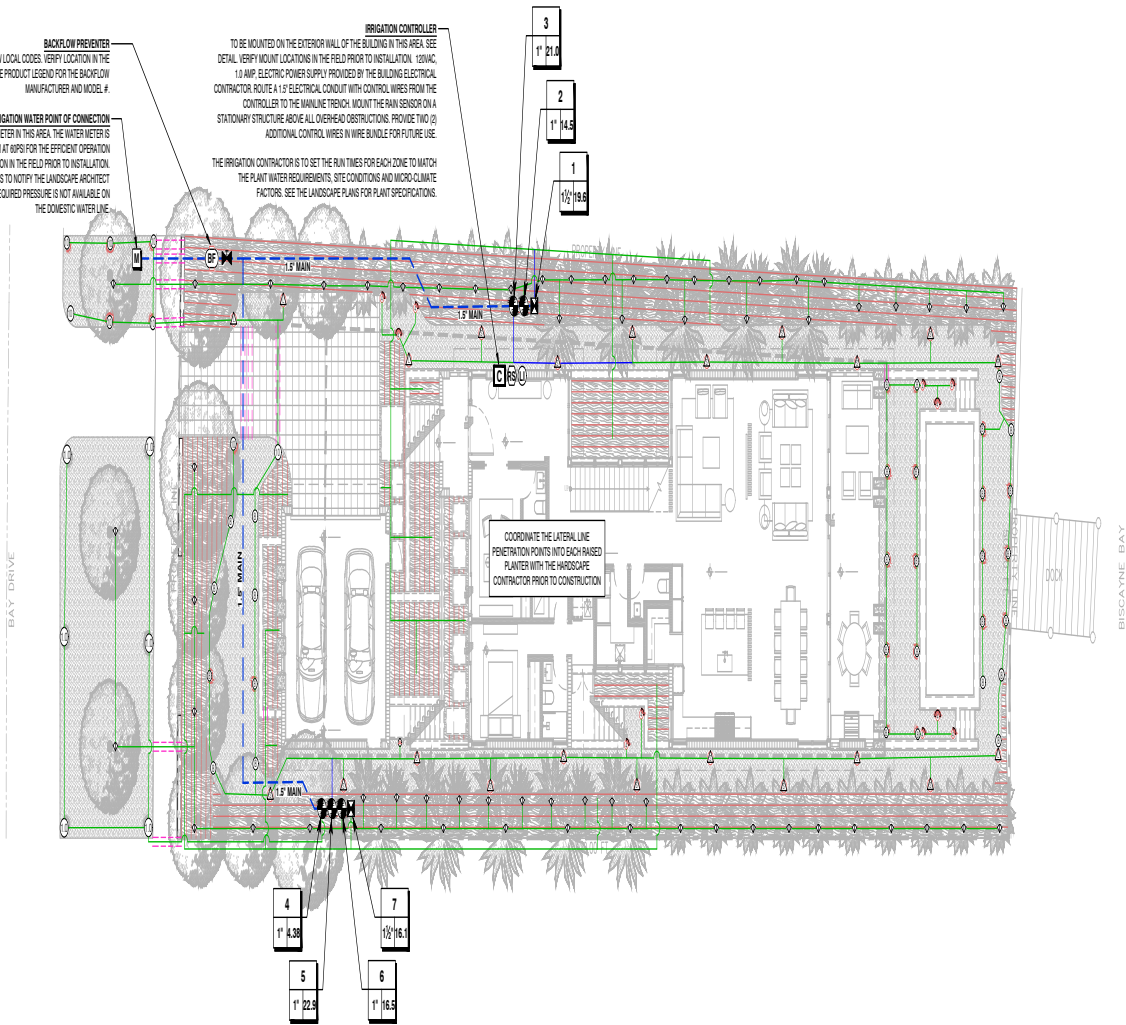 BACKFLOW PREVENTER
LOCAL CODES. VERIFY LOCATION IN THE
PRODUCT LEGEND FOR THE BACKFLOW
MANUFACTURER AND MODEL #.
WATER POINT OF CONNECTION
IN THIS AREA. THE WATER METER IS
AT 60PSI FOR THE EFFICIENT OPERATION
IN THE FIELD PRIOR TO INSTALLATION.
TO NOTIFY THE LANDSCAPE ARCHITECT
PRESSURE IS NOT AVAILABLE ON
THE DOMESTIC WATER LINE.
IRRIGATION CONTROLLER
TO BE MOUNTED ON THE EXTERIOR WALL OF THE BUILDING IN THIS AREA. SEE
DETAIL. VERIFY MOUNT LOCATIONS IN THE FIELD PRIOR TO INSTALLATION. 120VAC,
1.0 AMP, ELECTRIC POWER SUPPLY PROVIDED BY THE BUILDING ELECTRICAL
CONTRACTOR. ROUTE A 1.5" ELECTRICAL CONDUIT WITH CONTROL WIRES FROM THE
CONTROLLER TO THE MAINLINE TRENCH. MOUNT THE RAIN SENSOR ON A
STATIONARY STRUCTURE ABOVE ALL OVERHEAD OBSTRUCTIONS. PROVIDE TWO (2)
ADDITIONAL CONTROL WIRES IN WIRE BUNDLE FOR FUTURE USE.
THE IRRIGATION CONTRACTOR IS TO SET THE RUN TIMES FOR EACH ZONE TO MATCH
THE PLANT WATER REQUIREMENTS, SITE CONDITIONS AND MICRO-CLIMATE
FACTORS. SEE THE LANDSCAPE PLANS FOR PLANT SPECIFICATIONS.
3
1" 21.0
2
1" 14.5
1
1½" 19.6
M
BF
1.5" MAIN
1.5" MAIN
C RS
COORDINATE THE LATERAL LINE
PENETRATION POINTS INTO EACH RAISED
PLANTER WITH THE HARDSCAPE
CONTRACTOR PRIOR TO CONSTRUCTION
1.5" MAIN
BAY DRIVE
DOCK
BISCAYNE BAY
1.5" MAIN
4
1" 4.38
7
1½" 16.1
5
1" 22.9
6
1" 16.5